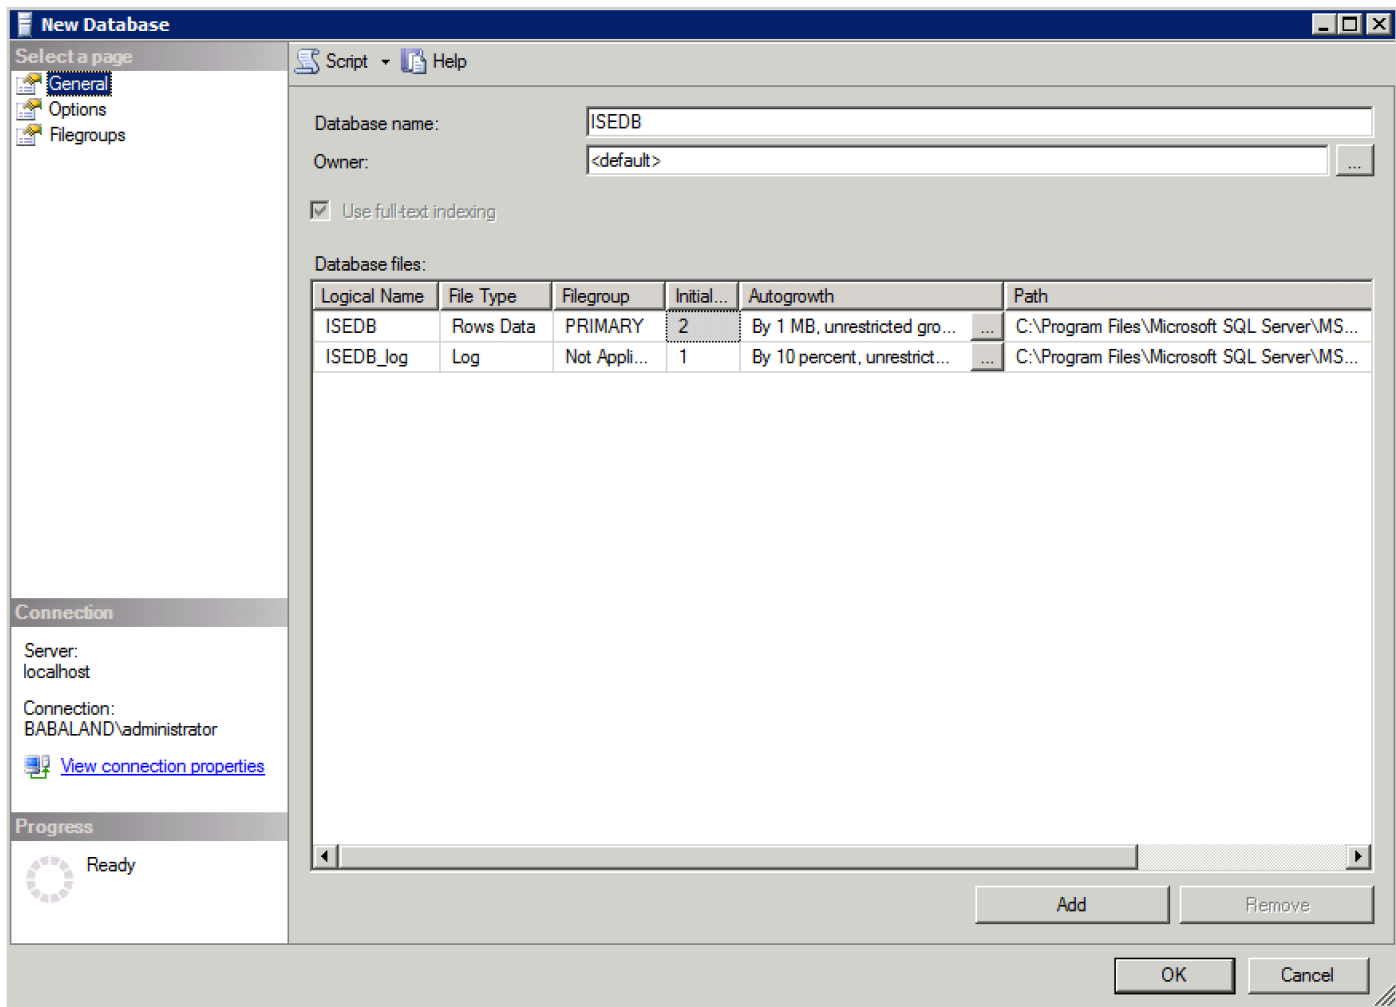 New Database
Select a page
General
Options
Filegroups
Script Help
Database name: ISEDB
Owner: <default> ...
Use full-text indexing
Database files:
Logical Name File Type Filegroup Initial... Autogrowth Path
ISEDB Rows Data PRIMARY 2 By 1 MB, unrestricted gro... ... C:\Program Files\Microsoft SQL Server\MS...
ISEDB_log Log Not Appli... 1 By 10 percent, unrestrict... ... C:\Program Files\Microsoft SQL Server\MS...
Connection
Server:
localhost
Connection:
BABALAND\administrator
View connection properties
Progress
Ready
Add Remove
OK Cancel